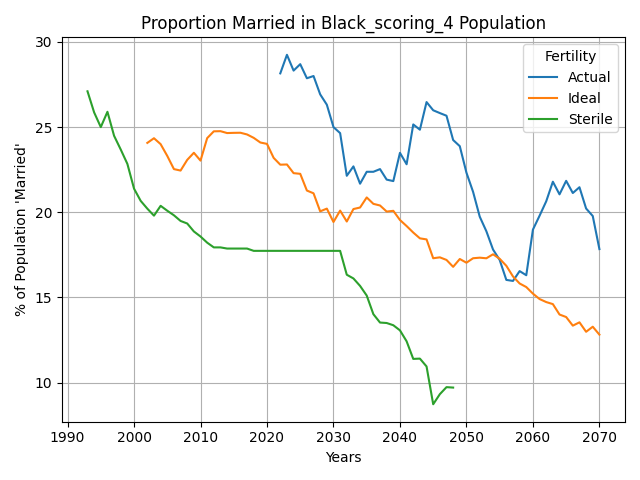 Proportion Married in Black_scoring_4 Population
Fertility
Actual
Ideal
Sterile
% of Population 'Married'
30
25
20
15
10
1990 2000 2010 2020 2030 2040 2050 2060 2070
Years